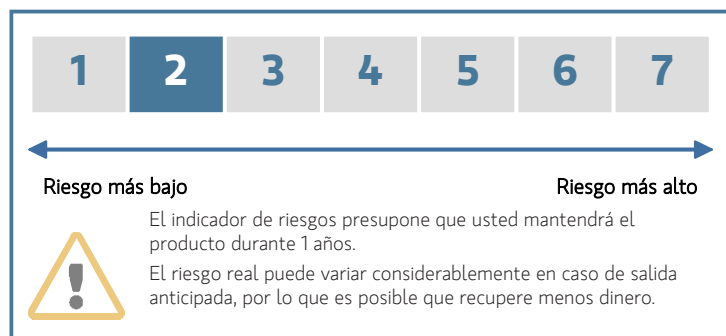 1 2 3 4 5 6 7
Riesgo más bajo Riesgo más alto
El indicador de riesgos presupone que usted mantendrá el
producto durante 1 años.
El riesgo real puede variar considerablemente en caso de salida
anticipada, por lo que es posible que recupere menos dinero.